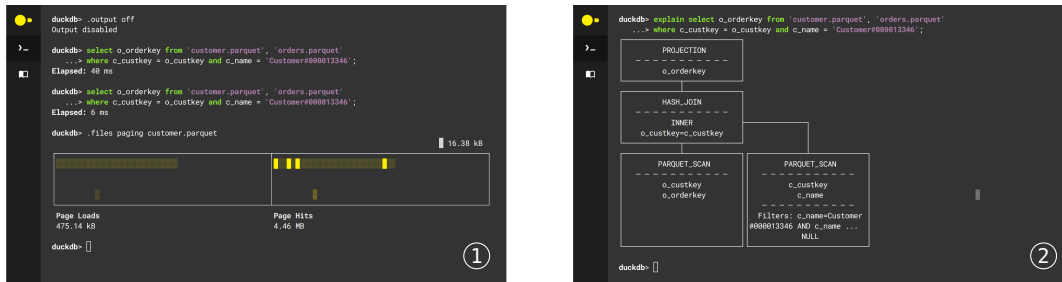 duckdb> .output off
Output disabled
duckdb> select o_orderkey from 'customer.parquet', 'orders.parquet'
...> where c_custkey = o_custkey and c_name = 'Customer#000013346';
Elapsed: 40 ms
duckdb> select o_orderkey from 'customer.parquet', 'orders.parquet'
...> where c_custkey = o_custkey and c_name = 'Customer#000013346';
Elapsed: 6 ms
duckdb> .files paging customer.parquet
16.38 kB
Page Loads
475.14 kB
Page Hits
4.46 MB
duckdb>
1
duckdb> explain select o_orderkey from 'customer.parquet', 'orders.parquet'
...> where c_custkey = o_custkey and c_name = 'Customer#000013346';
PROJECTION
o_orderkey
HASH_JOIN
INNER
o_custkey=c_custkey
PARQUET_SCAN
o_custkey
o_orderkey
PARQUET_SCAN
c_custkey
c_name
Filters: c_name=Customer
#000013346 AND c_name ...
NULL
duckdb>
2